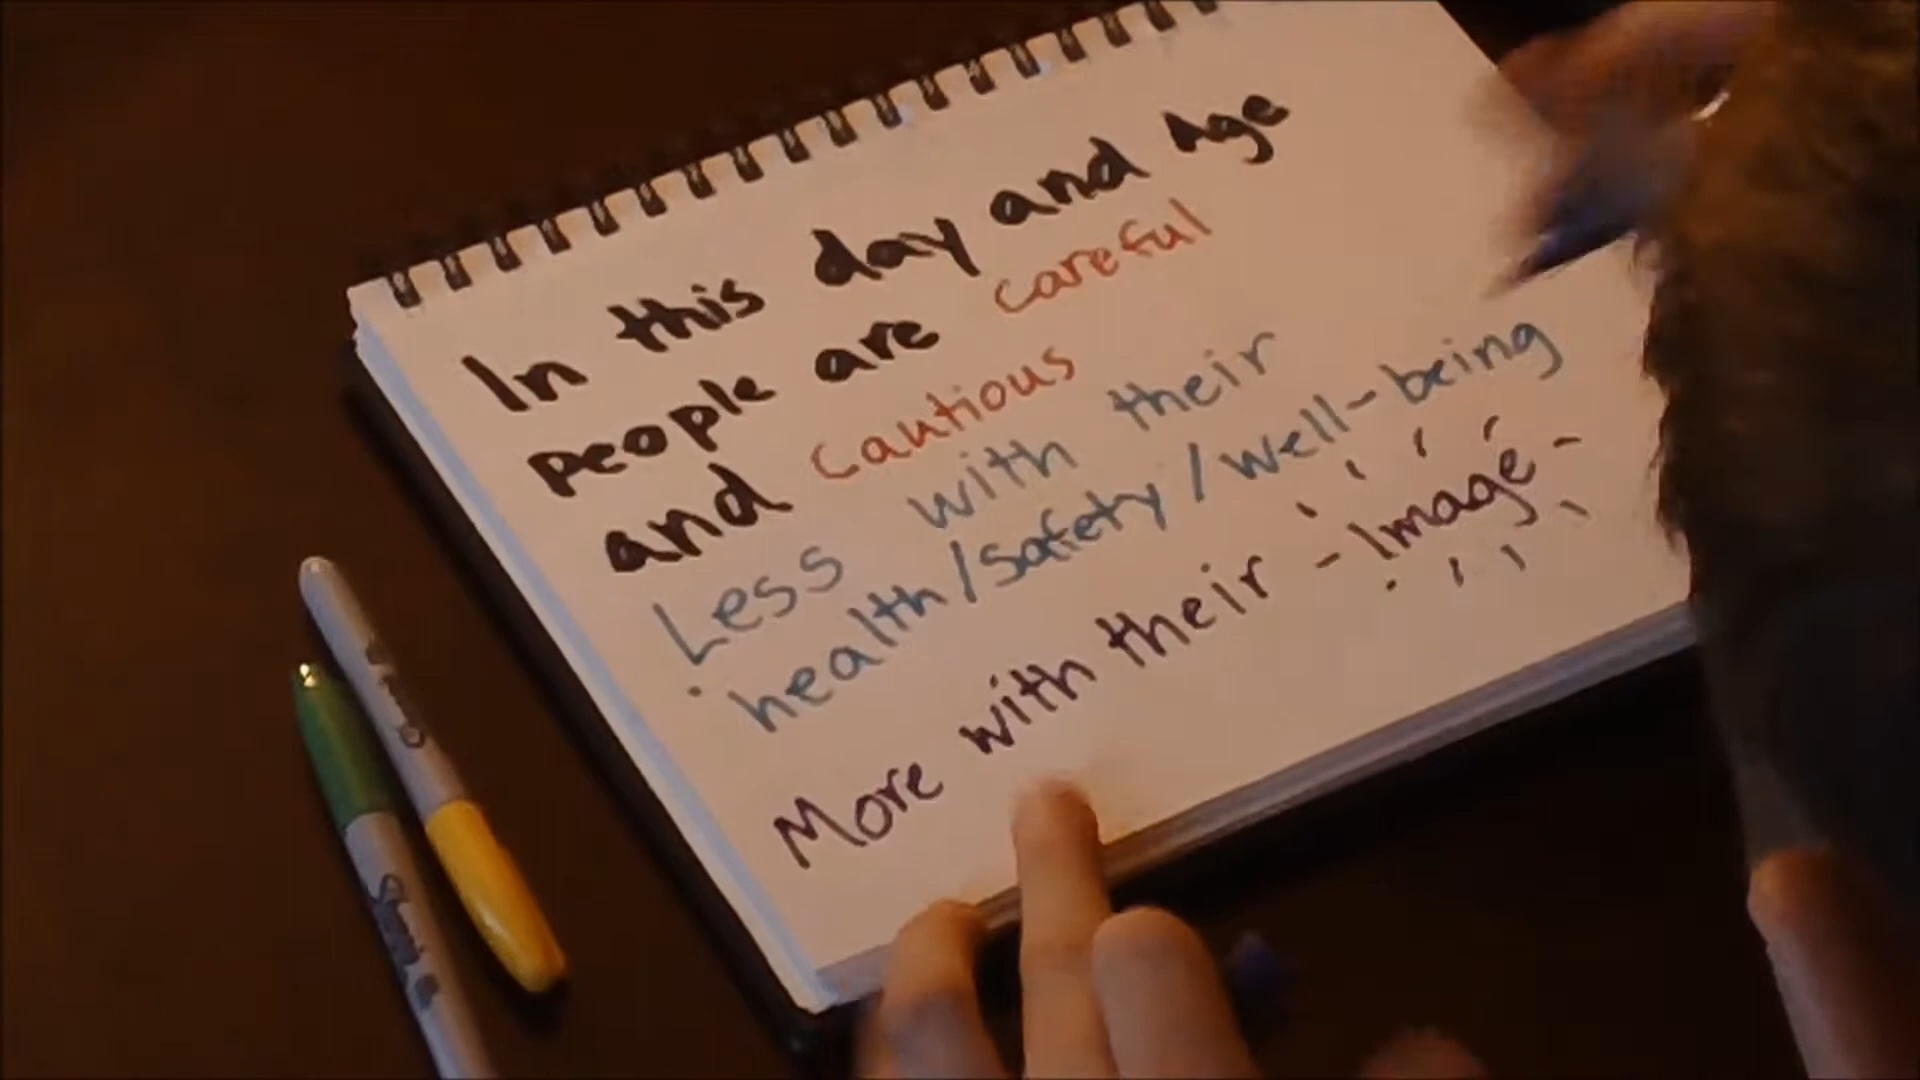 In this day and Age
people are careful
and cautious
Less with their
health/safety/well-being
More with their -Image-